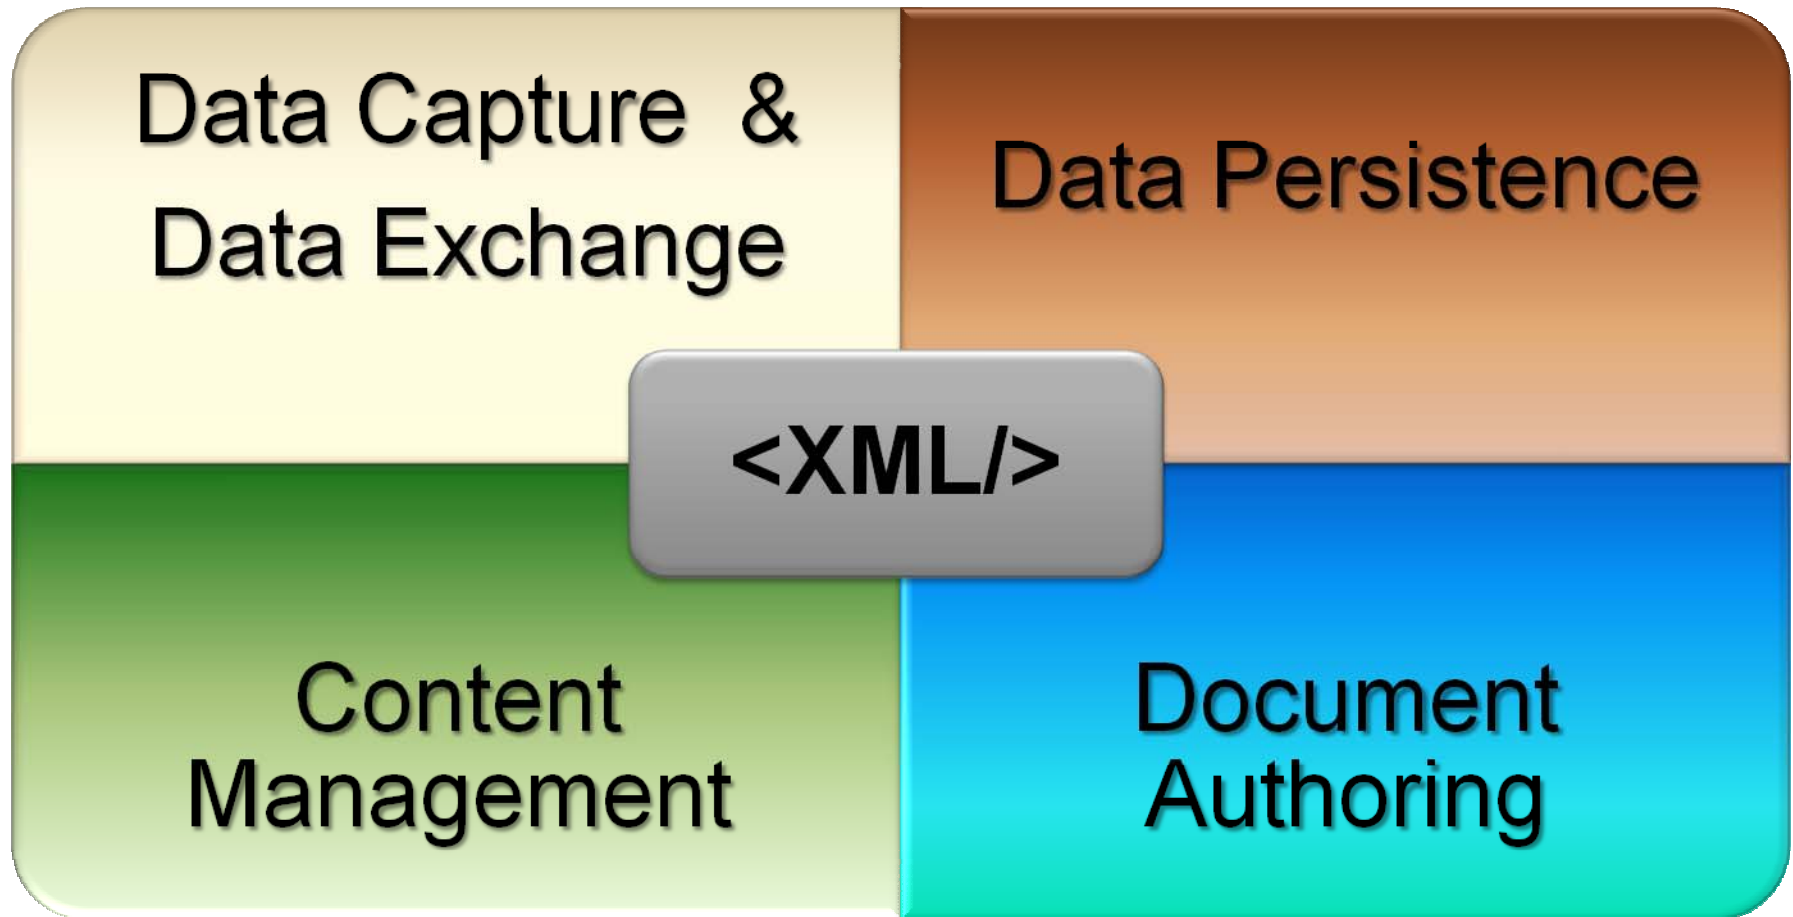 Data Capture &
Data Exchange
Data Persistence
<XML/>
Content
Management
Document
Authoring